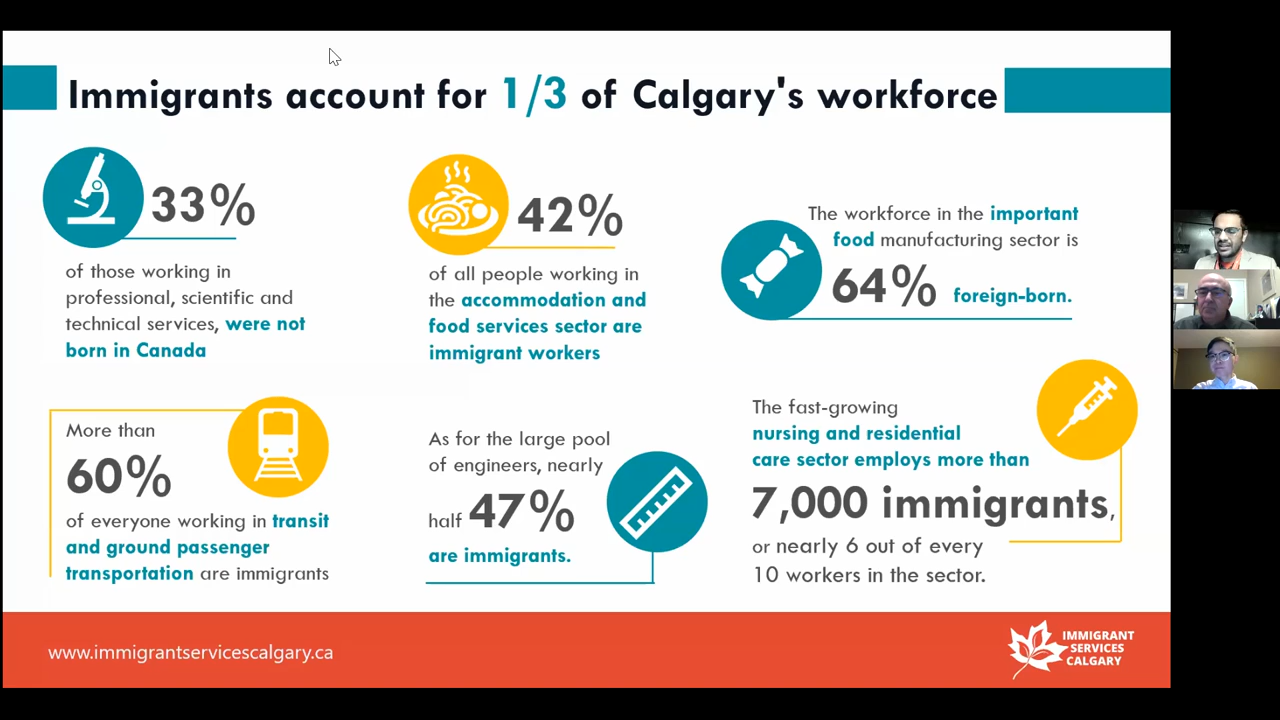 Immigrants account for 1/3 of Calgary's workforce
33%
of those working in
professional, scientific and
technical services, were not
born in Canada
42%
of all people working in
the accommodation and
food services sector are
immigrant workers
The workforce in the important
food manufacturing sector is
64% foreign-born.
More than
60%
of everyone working in transit
and ground passenger
transportation are immigrants
As for the large pool
of engineers, nearly
half 47%
are immigrants.
The fast-growing
nursing and residential
care sector employs more than
7,000 immigrants,
or nearly 6 out of every
10 workers in the sector.
www.immigrantservicescalgary.ca
IMMIGRANT
SERVICES
CALGARY